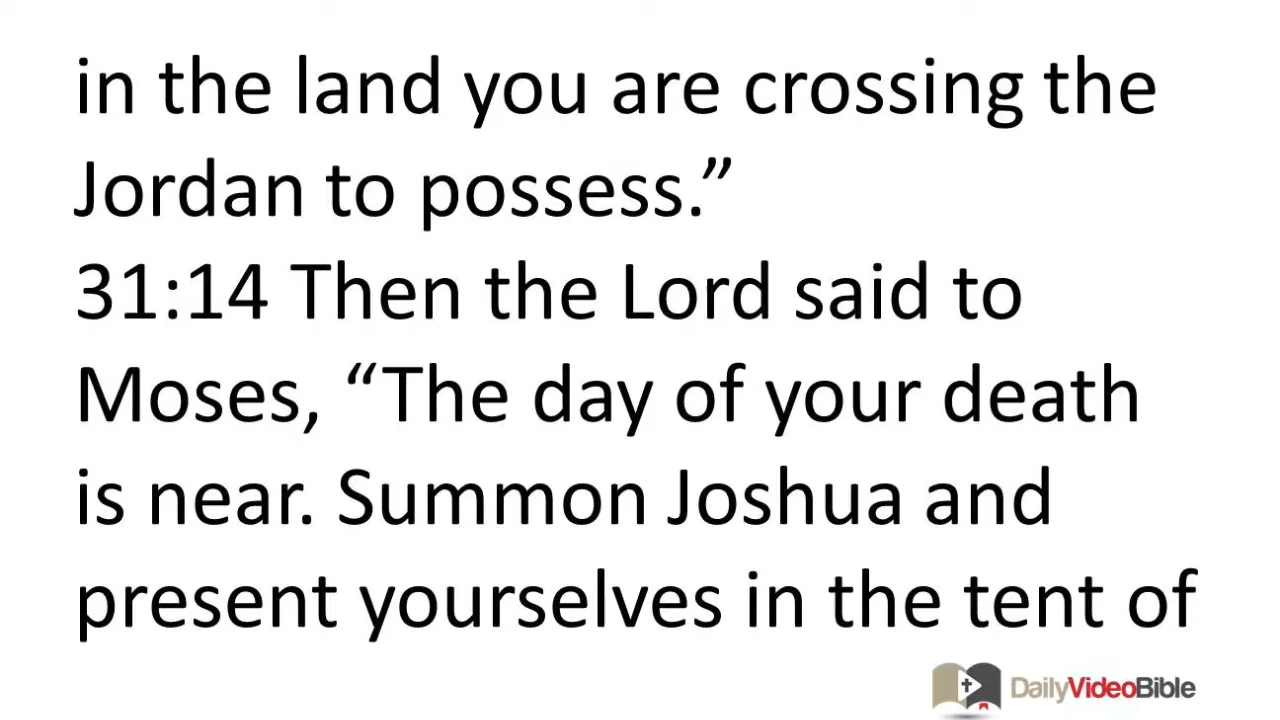 in the land you are crossing the
Jordan to possess.”
31:14 Then the Lord said to
Moses, “The day of your death
is near. Summon Joshua and
present yourselves in the tent of
DailyVideoBible